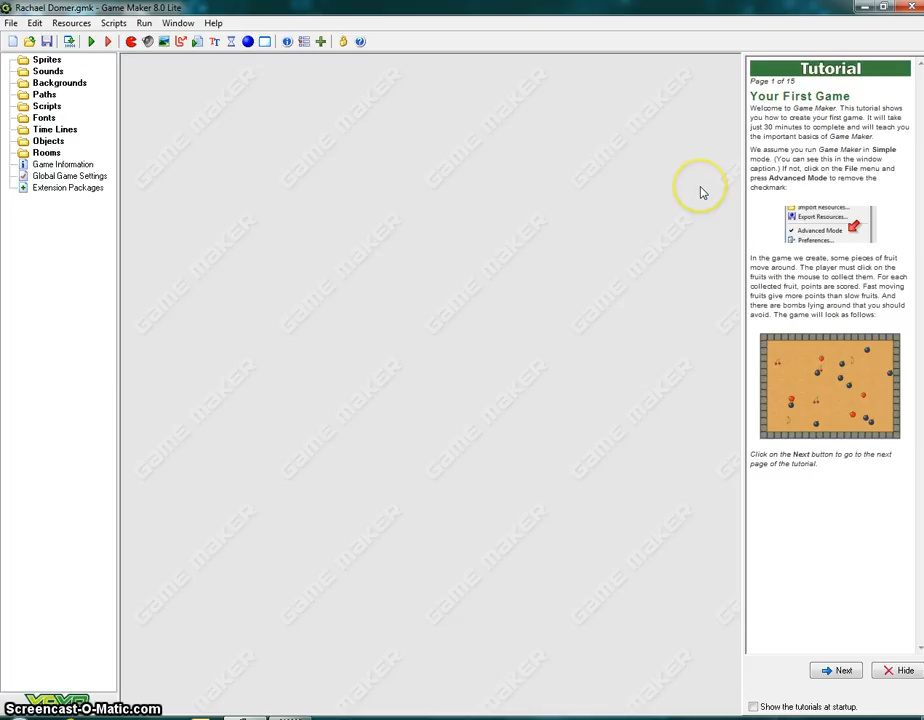 Rachael Domer.gmk - Game Maker 8.0 Lite
File Edit Resources Scripts Run Window Help
Sprites
Sounds
Backgrounds
Paths
Scripts
Fonts
Time Lines
Objects
Rooms
Game Information
Global Game Settings
Extension Packages
GAME MAKER
Tutorial
Page 1 of 15
Your First Game
Welcome to Game Maker. This tutorial shows
you how to create your first game. It will take
just 30 minutes to complete and will teach you
the important basics of Game Maker.
We assume you run Game Maker in Simple
mode. (You can see this in the window
caption.) If not, click on the File menu and
press Advanced Mode to remove the
checkmark:
Import Resources...
Export Resources...
Advanced Mode
Preferences...
In the game we create, some pieces of fruit
move around. The player must click on the
fruits with the mouse to collect them. For each
collected fruit, points are scored. Fast moving
fruits give more points than slow fruits. And
there are bombs lying around that you should
avoid. The game will look as follows:
Click on the Next button to go to the next
page of the tutorial.
Next
Hide
Show the tutorials at startup.
Screencast-O-Matic.com